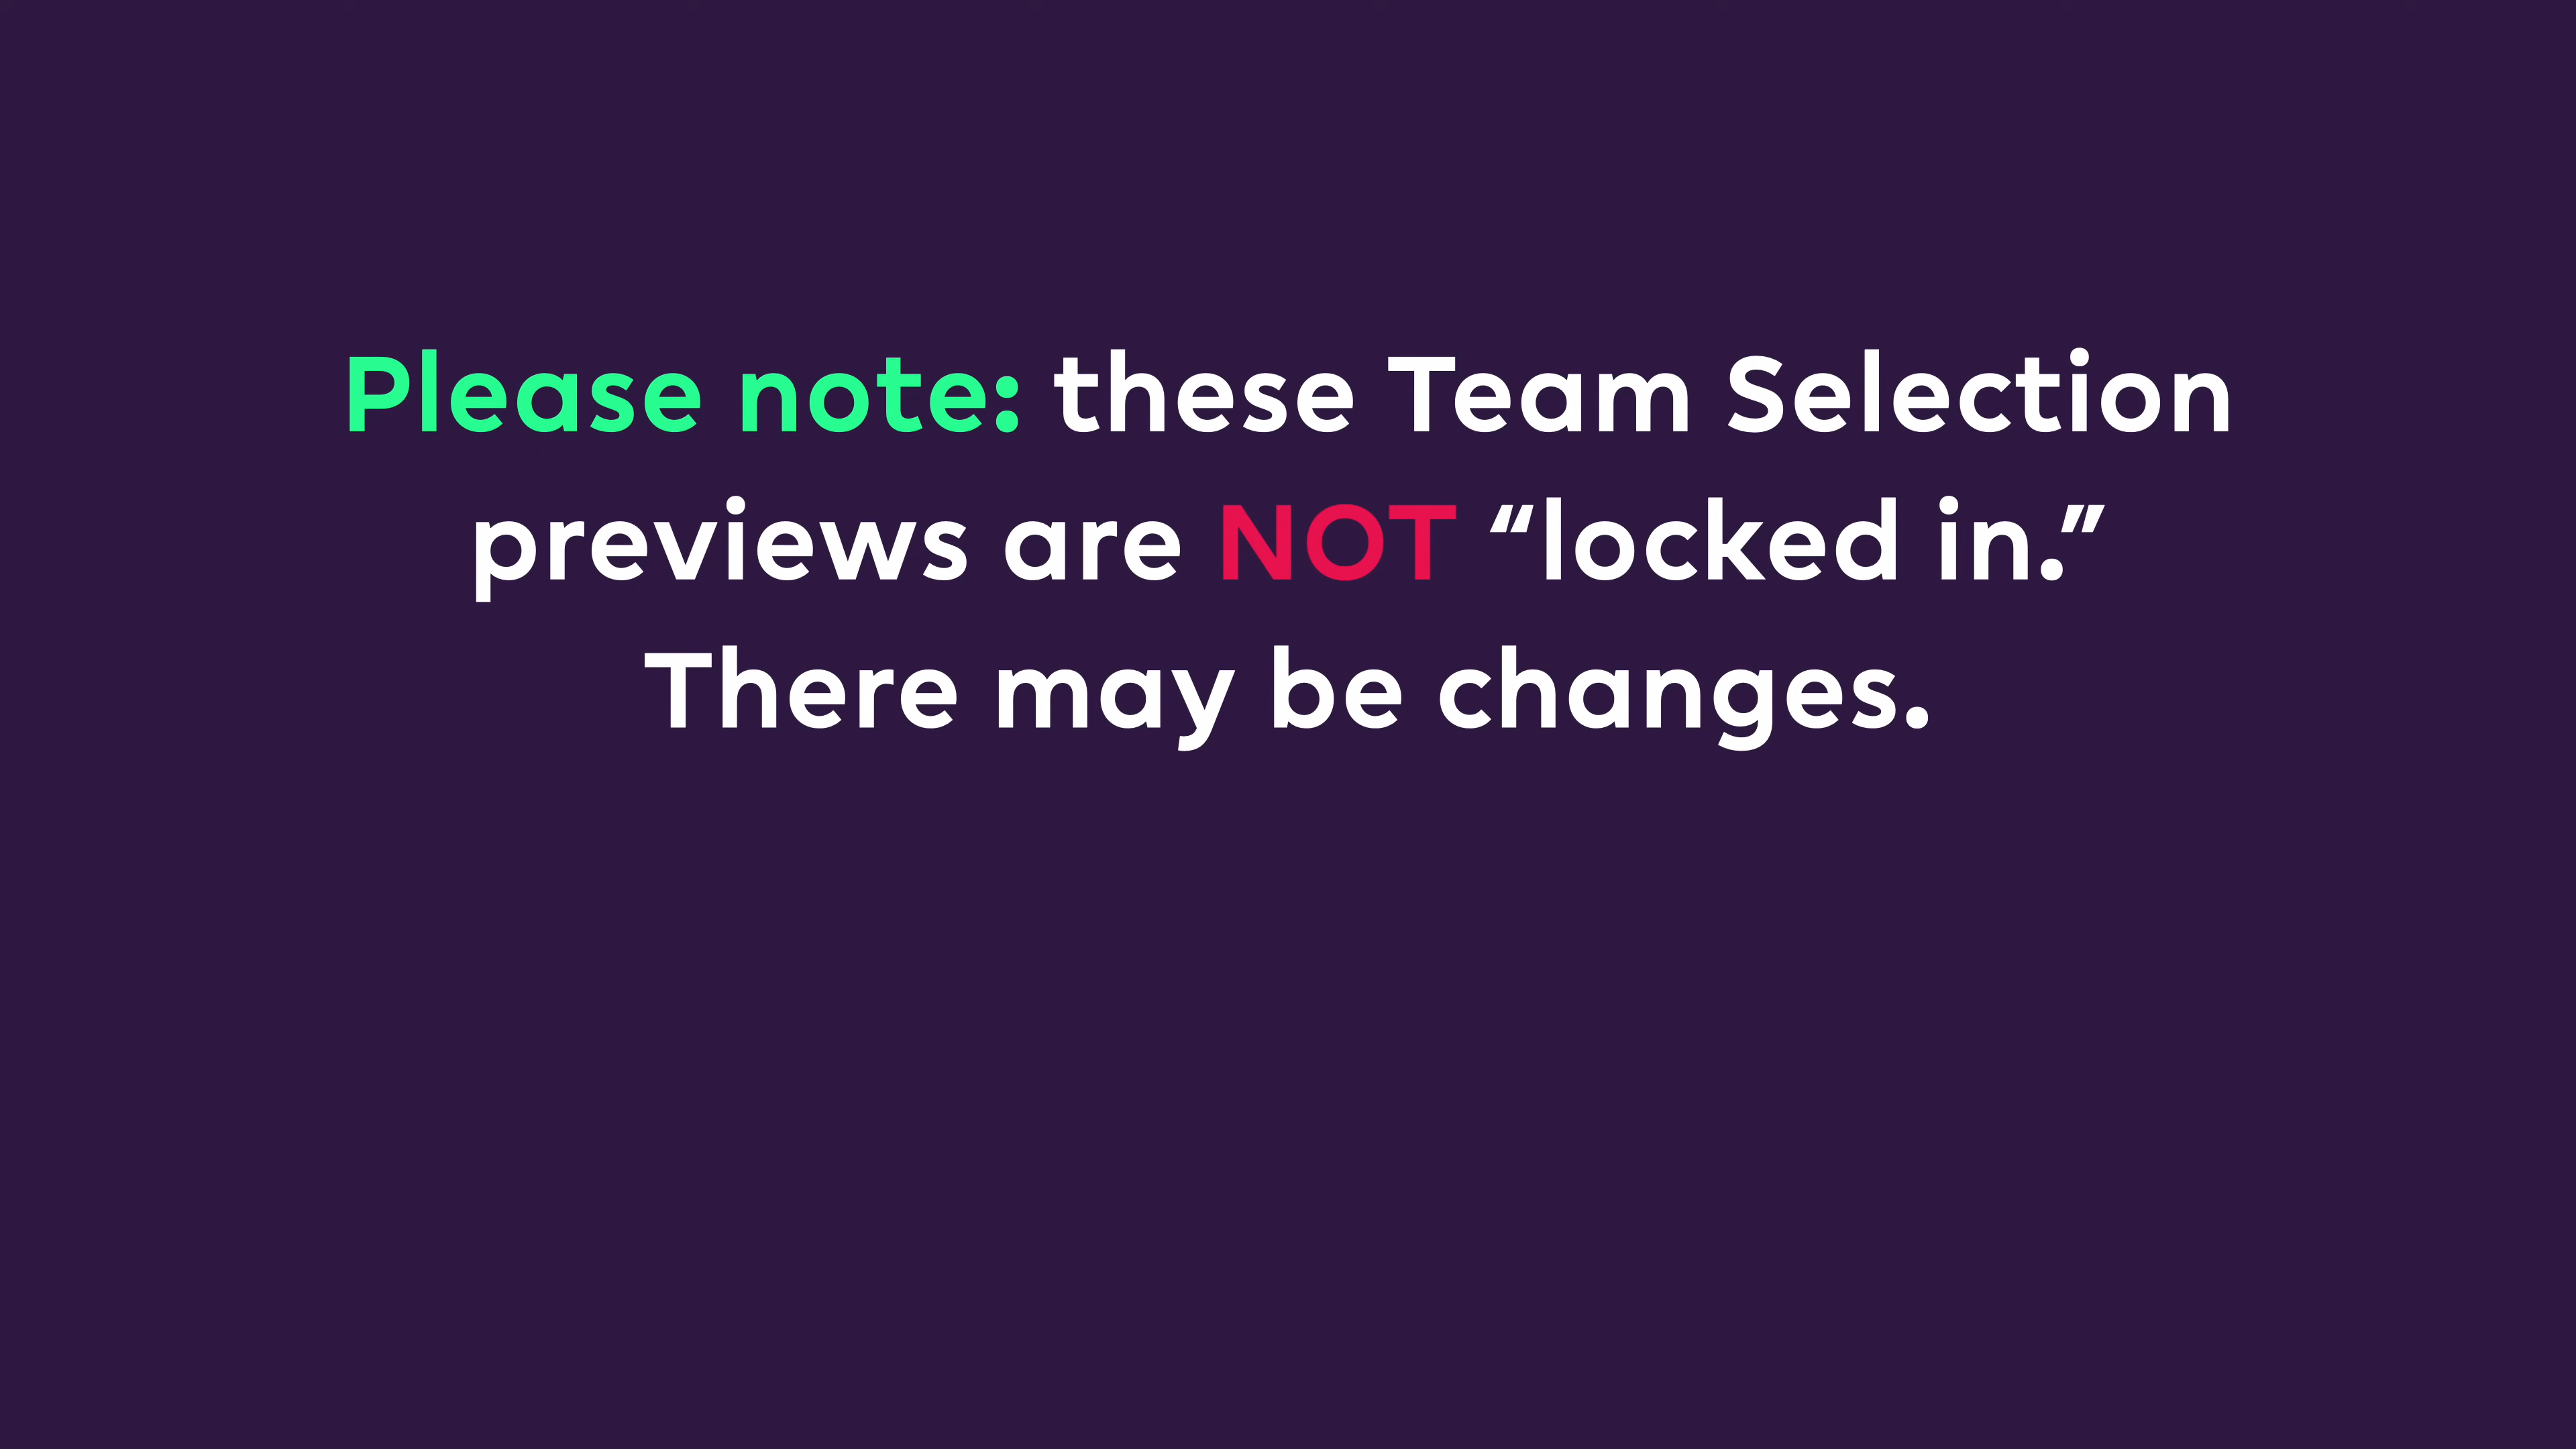 Please note: these Team Selection
previews are NOT “locked in.”
There may be changes.